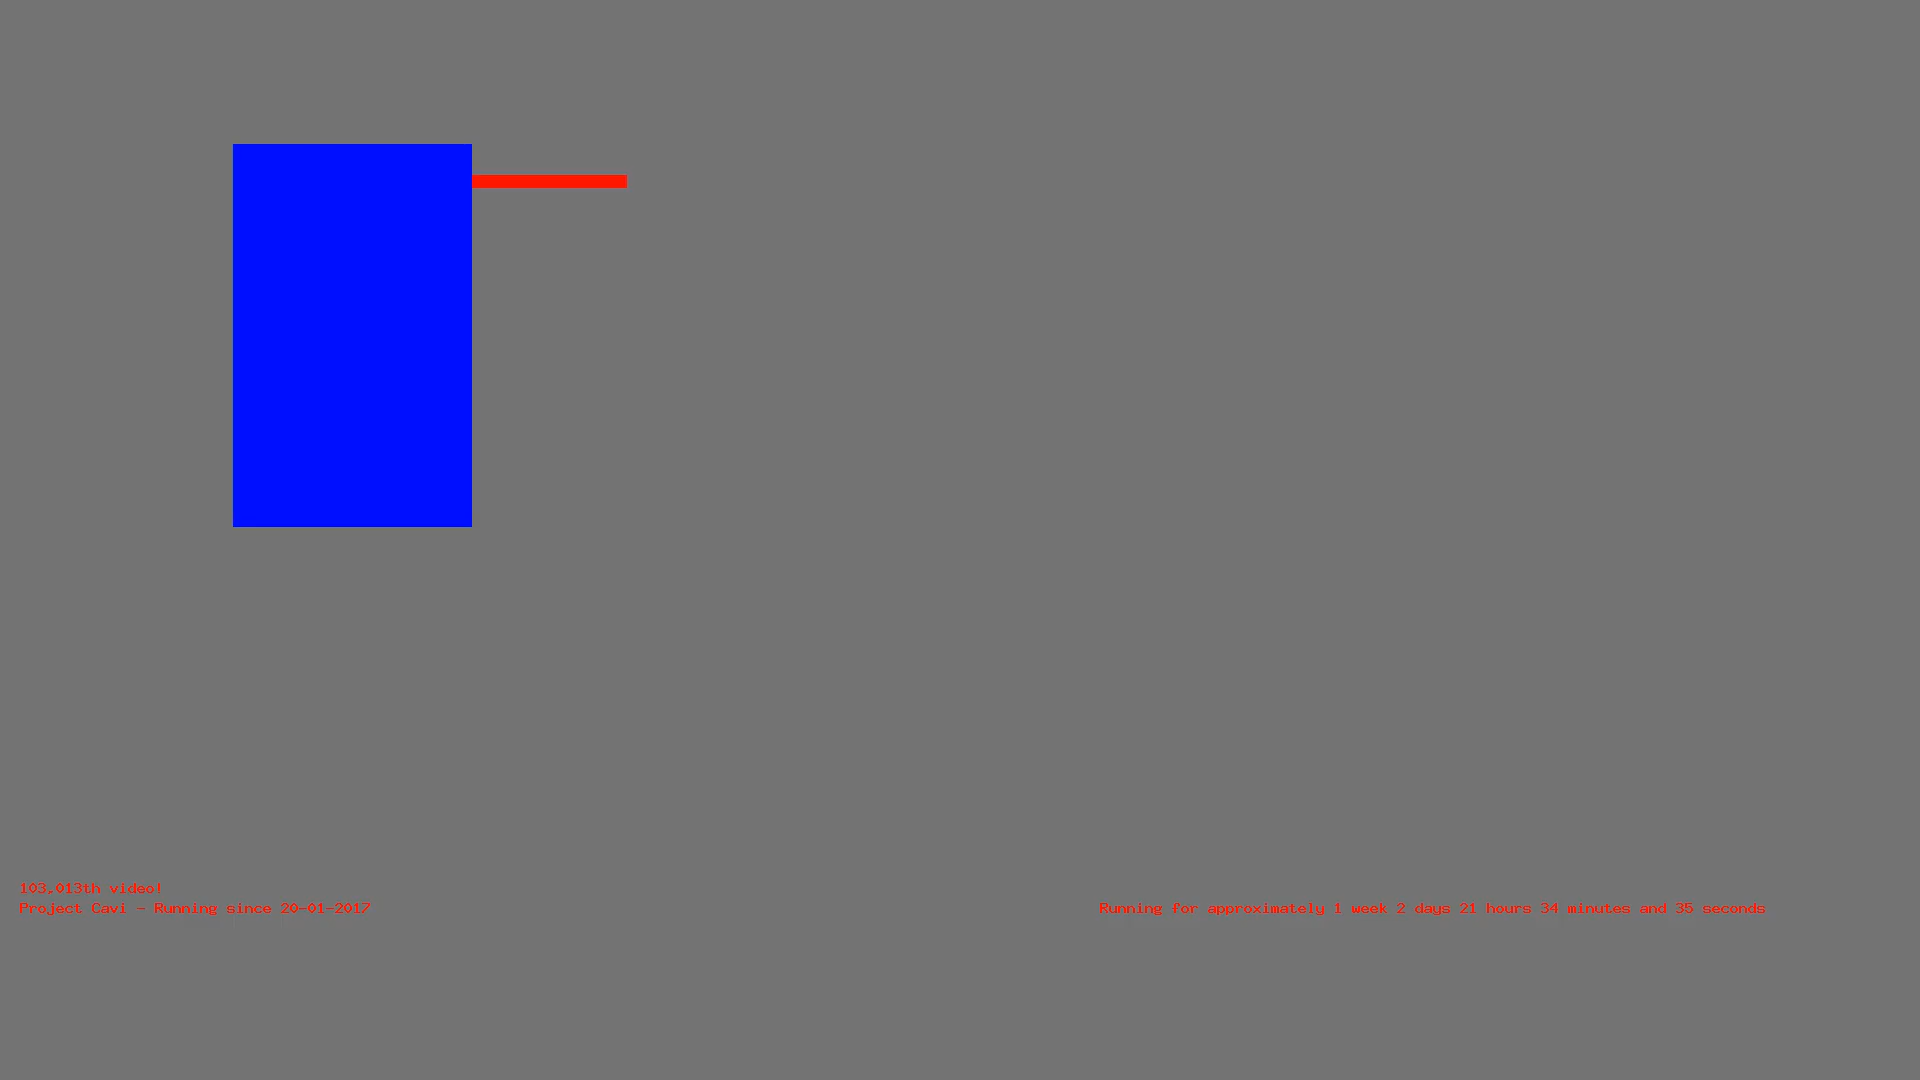 103,013th video!
Project Cavi - Running since 20-01-2017
Running for approximately 1 week 2 days 21 hours 34 minutes and 35 seconds